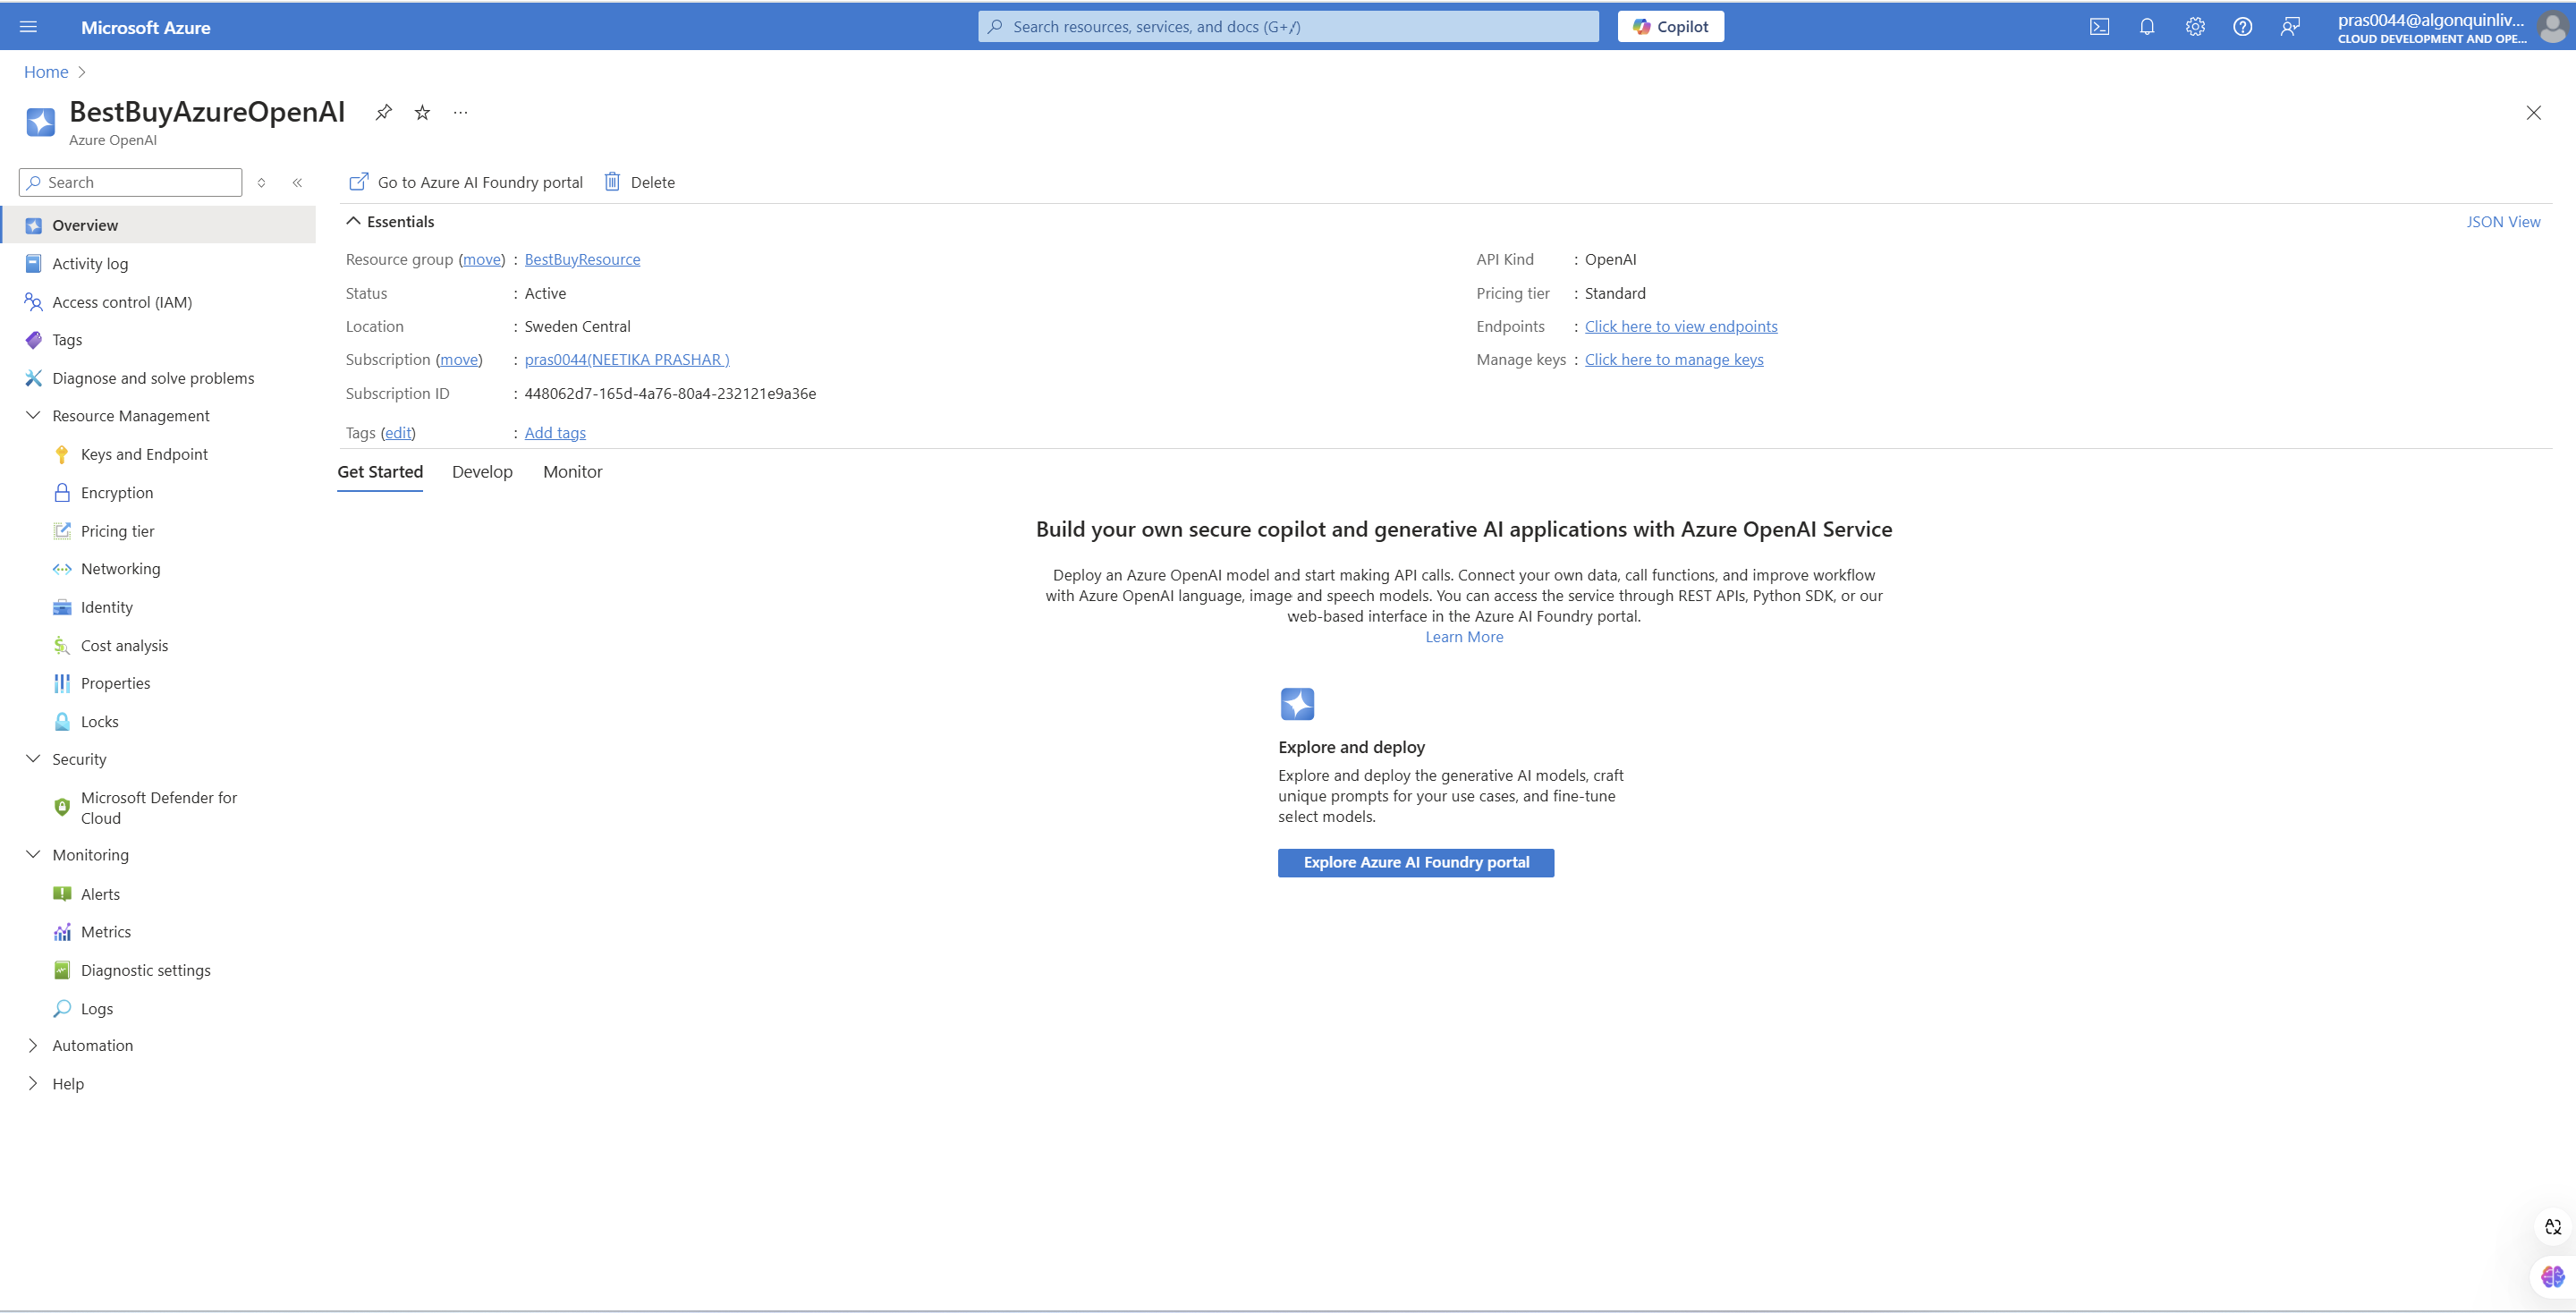 Microsoft Azure
Search resources, services, and docs (G+/)
Copilot
pras0044@algonquinliv...
CLOUD DEVELOPMENT AND OPE...
Home
BestBuyAzureOpenAI
Azure OpenAI
Search
Go to Azure AI Foundry portal
Delete
Overview
Activity log
Access control (IAM)
Tags
Diagnose and solve problems
Resource Management
Keys and Endpoint
Encryption
Pricing tier
Networking
Identity
Cost analysis
Properties
Locks
Security
Microsoft Defender for
Cloud
Monitoring
Alerts
Metrics
Diagnostic settings
Logs
Automation
Help
Essentials
JSON View
Resource group (move) : BestBuyResource
Status : Active
Location : Sweden Central
Subscription (move) : pras0044(NEETIKA PRASHAR )
Subscription ID : 448062d7-165d-4a76-80a4-232121e9a36e
Tags (edit) : Add tags
API Kind : OpenAI
Pricing tier : Standard
Endpoints : Click here to view endpoints
Manage keys : Click here to manage keys
Get Started Develop Monitor
Build your own secure copilot and generative AI applications with Azure OpenAI Service
Deploy an Azure OpenAI model and start making API calls. Connect your own data, call functions, and improve workflow
with Azure OpenAI language, image and speech models. You can access the service through REST APIs, Python SDK, or our
web-based interface in the Azure AI Foundry portal.
Learn More
Explore and deploy
Explore and deploy the generative AI models, craft
unique prompts for your use cases, and fine-tune
select models.
Explore Azure AI Foundry portal